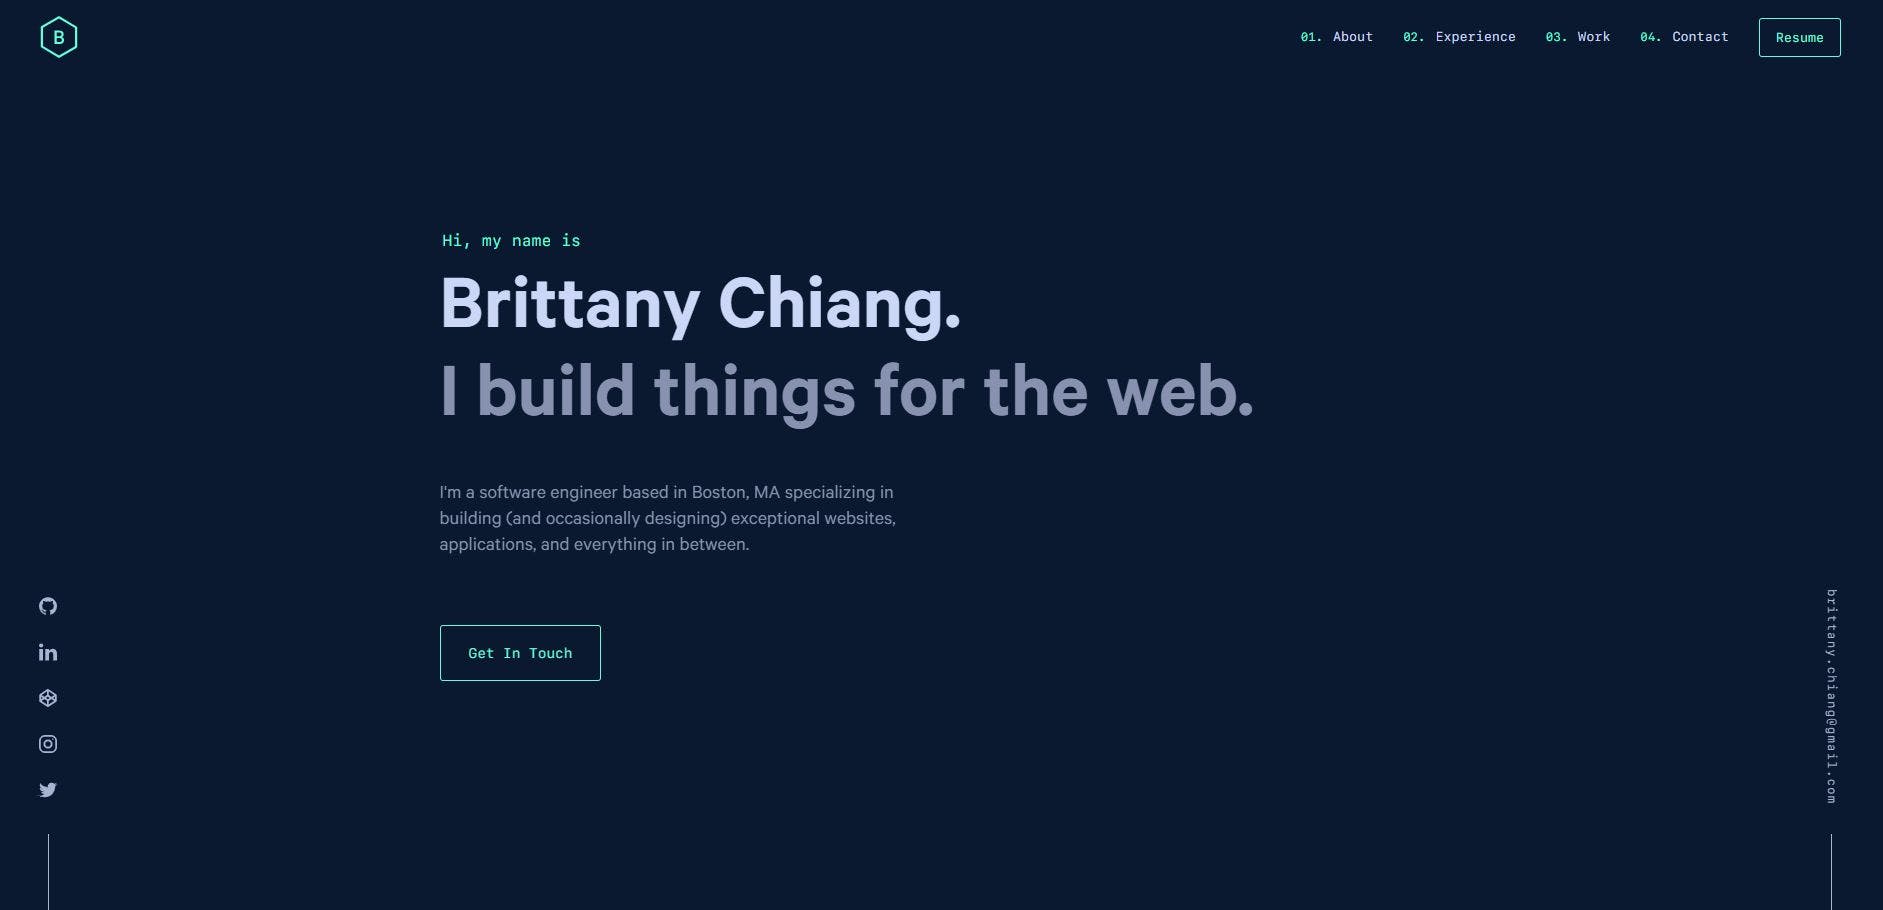 B
01. About 02. Experience 03. Work 04. Contact Resume
Hi, my name is
Brittany Chiang.
I build things for the web.
I'm a software engineer based in Boston, MA specializing in
building (and occasionally designing) exceptional websites,
applications, and everything in between.
Get In Touch
in
brittany.chiang@gmail.com